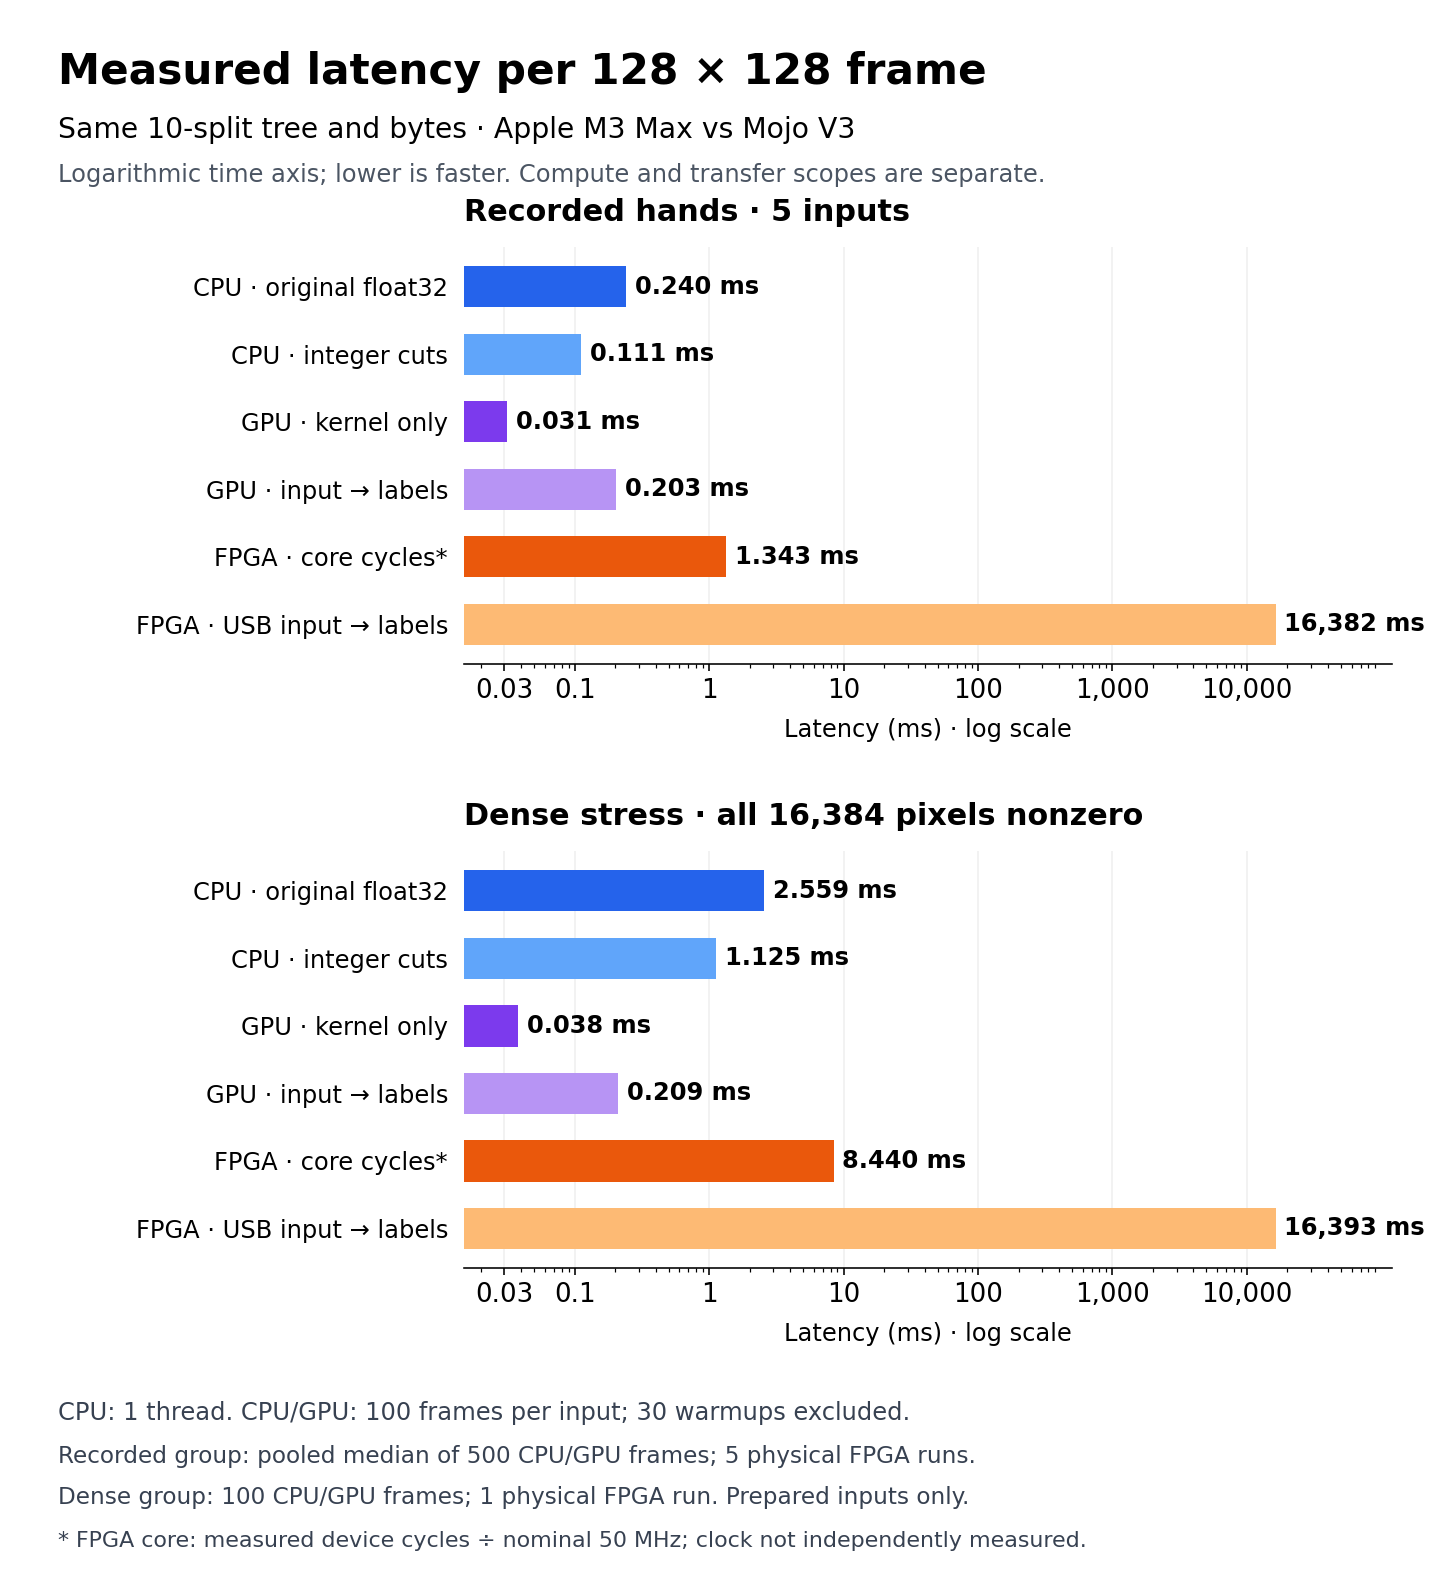 Measured latency per 128 × 128 frame
Same 10-split tree and bytes · Apple M3 Max vs Mojo V3
Logarithmic time axis; lower is faster. Compute and transfer scopes are separate.
Recorded hands · 5 inputs
CPU · original float32 0.240 ms
CPU · integer cuts 0.111 ms
GPU · kernel only 0.031 ms
GPU · input → labels 0.203 ms
FPGA · core cycles* 1.343 ms
FPGA · USB input → labels 16,382 ms
0.03 0.1 1 10 100 1,000 10,000
Latency (ms) · log scale
Dense stress · all 16,384 pixels nonzero
CPU · original float32 2.559 ms
CPU · integer cuts 1.125 ms
GPU · kernel only 0.038 ms
GPU · input → labels 0.209 ms
FPGA · core cycles* 8.440 ms
FPGA · USB input → labels 16,393 ms
0.03 0.1 1 10 100 1,000 10,000
Latency (ms) · log scale
CPU: 1 thread. CPU/GPU: 100 frames per input; 30 warmups excluded.
Recorded group: pooled median of 500 CPU/GPU frames; 5 physical FPGA runs.
Dense group: 100 CPU/GPU frames; 1 physical FPGA run. Prepared inputs only.
* FPGA core: measured device cycles ÷ nominal 50 MHz; clock not independently measured.